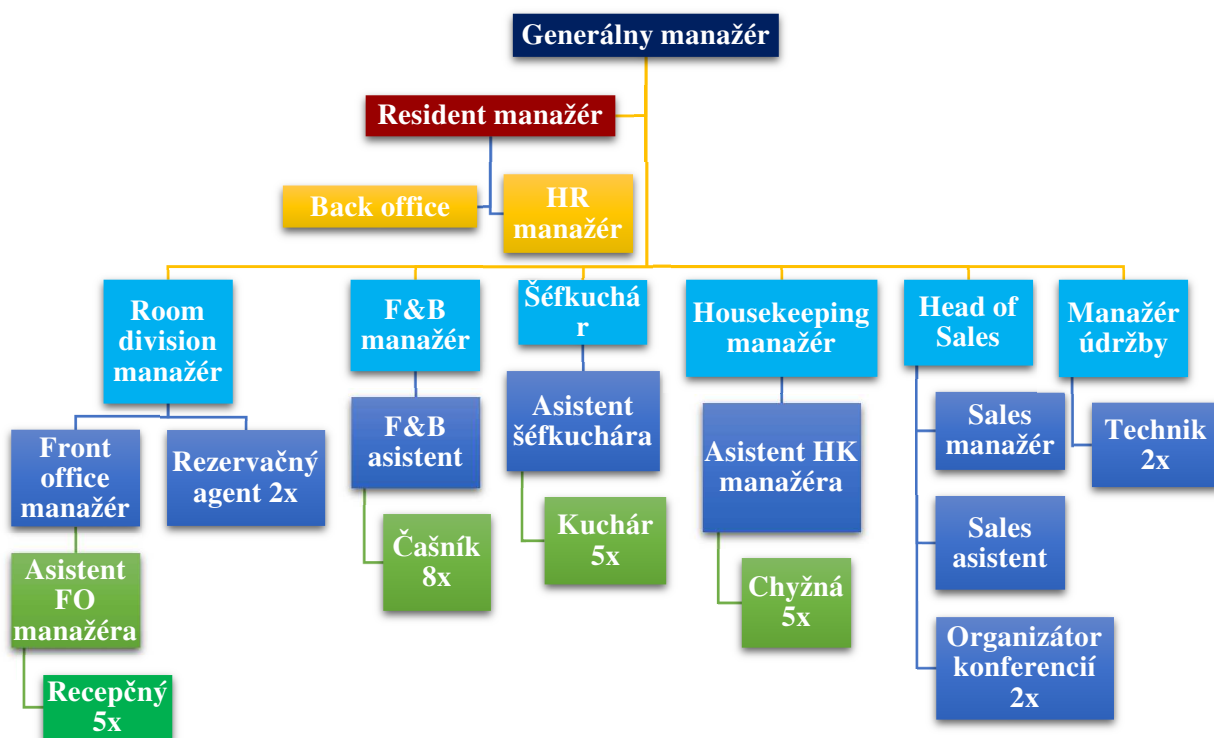 Generálny manažér
Resident manažér
Back office
HR
manažér
Room
division
manažér
F&B
manažér
Šéfkuchá
r
Housekeeping
manažér
Head of
Sales
Manažér
údržby
Front
office
manažér
Rezervačný
agent 2x
F&B
asistent
Asistent
šéfkuchára
Asistent HK
manažéra
Sales
manažér
Technik
2x
Asistent
FO
manažéra
Čašník
8x
Kuchár
5x
Chyžná
5x
Sales
asistent
Recepčný
5x
Organizátor
konferencií
2x